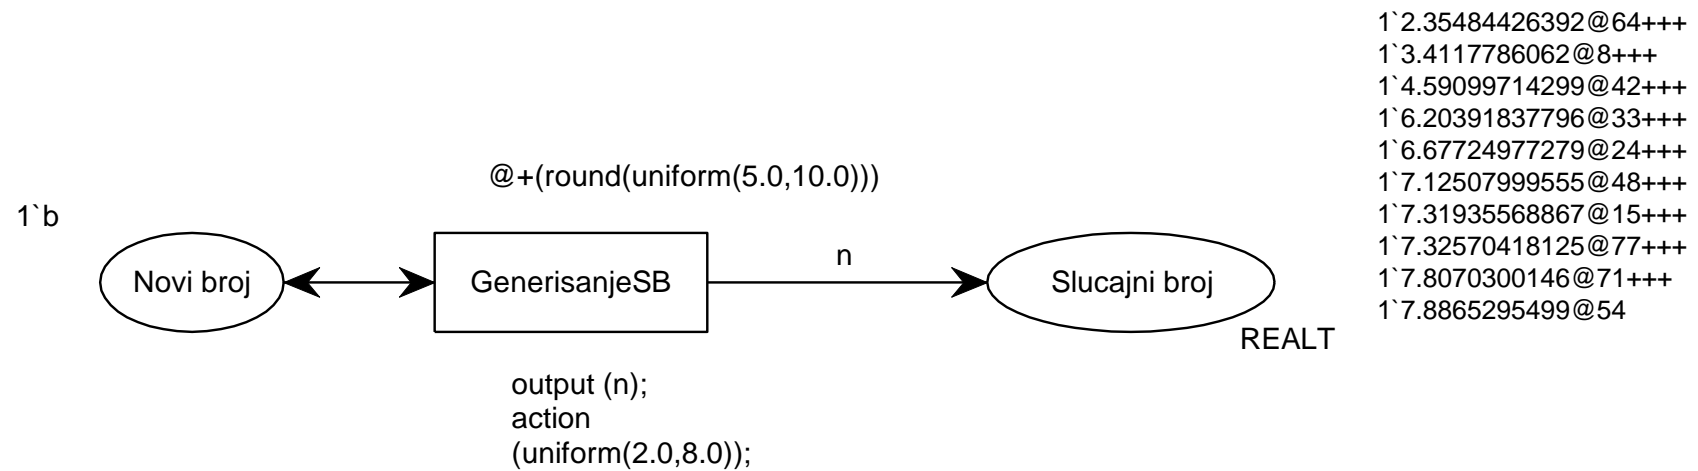 1`2.35484426392@64+++
1`3.4117786062@8+++
1`4.59099714299@42+++
1`6.20391837796@33+++
1`6.67724977279@24+++
1`7.12507999555@48+++
1`7.31935568867@15+++
1`7.32570418125@77+++
1`7.8070300146@71+++
1`7.8865295499@54
@+(round(uniform(5.0,10.0)))
1`b
Novi broj
GenerisanjeSB
n
Slucajni broj
REALT
output (n);
action
(uniform(2.0,8.0));